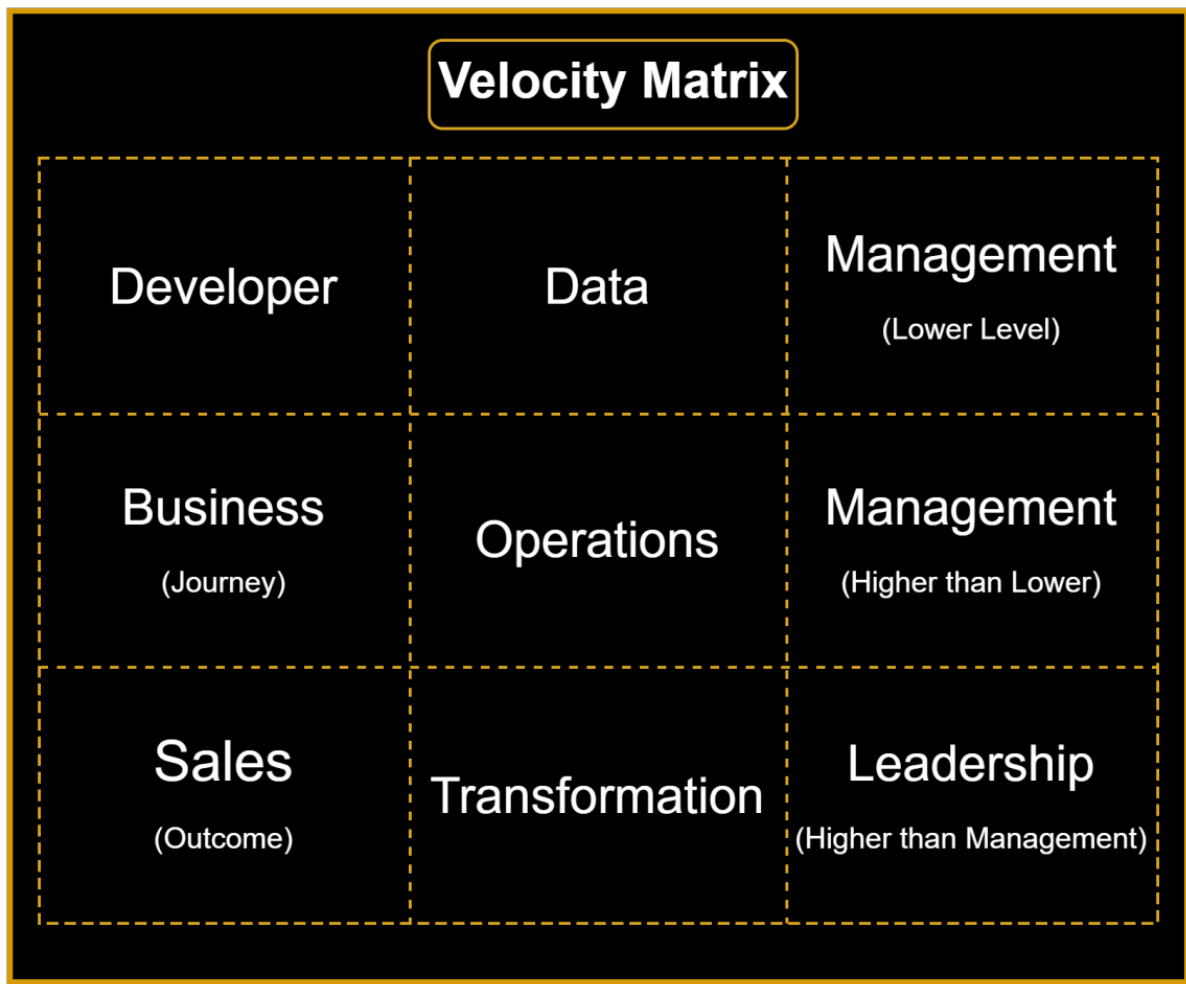 Velocity Matrix
Developer
Data
Management
(Lower Level)
Business
(Journey)
Operations
Management
(Higher than Lower)
Sales
(Outcome)
Transformation
Leadership
(Higher than Management)